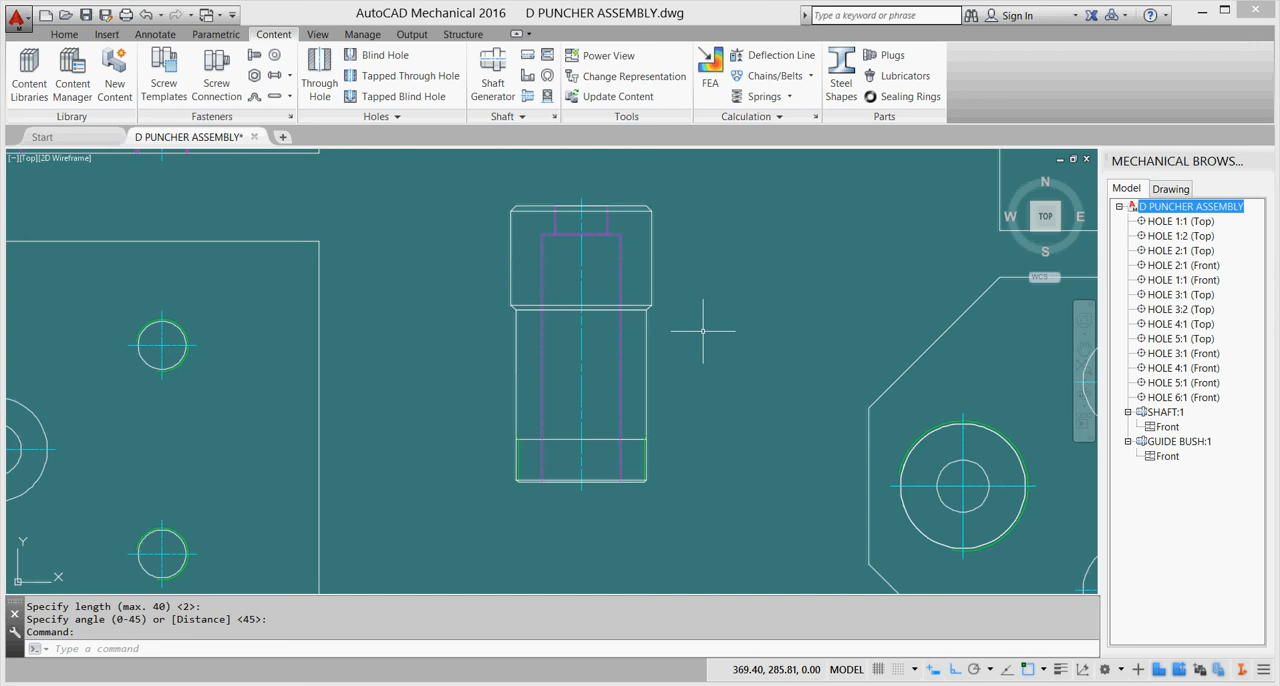 AutoCAD Mechanical 2016 D PUNCHER ASSEMBLY.dwg
Type a keyword or phrase
Sign In
Home Insert Annotate Parametric Content View Manage Output Structure
Content Libraries
Content Manager
New Content
Library
Screw Templates
Screw Connection
Fasteners
Through Hole
Blind Hole
Tapped Through Hole
Tapped Blind Hole
Holes
Shaft Generator
Shaft
Power View
Change Representation
Update Content
Tools
FEA
Deflection Line
Chains/Belts
Springs
Calculation
Steel Shapes
Plugs
Lubricators
Sealing Rings
Parts
Start
D PUNCHER ASSEMBLY*
[−][Top][2D Wireframe]
N
W TOP E
S
WCS
Y
X
MECHANICAL BROWS...
Model Drawing
D PUNCHER ASSEMBLY
HOLE 1:1 (Top)
HOLE 1:2 (Top)
HOLE 2:1 (Top)
HOLE 2:1 (Front)
HOLE 1:1 (Front)
HOLE 3:1 (Top)
HOLE 3:2 (Top)
HOLE 4:1 (Top)
HOLE 5:1 (Top)
HOLE 3:1 (Front)
HOLE 4:1 (Front)
HOLE 5:1 (Front)
HOLE 6:1 (Front)
SHAFT:1
Front
GUIDE BUSH:1
Front
Specify length (max. 40) <2>:
Specify angle (0-45) or [Distance] <45>:
Command:
Type a command
369.40, 285.81, 0.00 MODEL